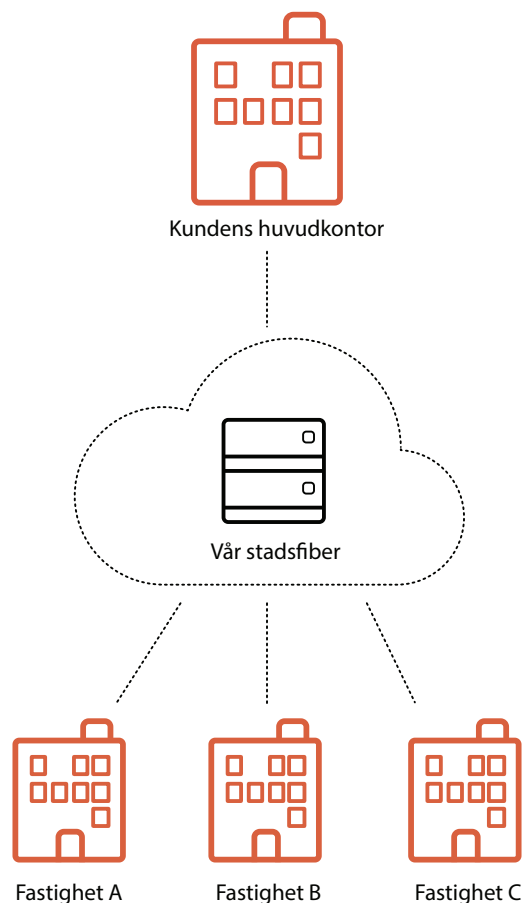 Kundens huvudkontor
Vår stadsfiber
Fastighet A
Fastighet B
Fastighet C